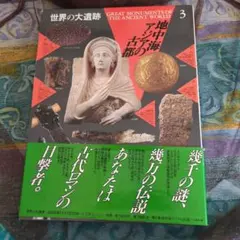 世界の大遺跡
3
GREAT MONUMENTS OF
THE ANCIENT WORLD
地中海
アジアの
古都
幾千の謎、
幾万の伝説
あなたは
古代ロマンの
目撃者。